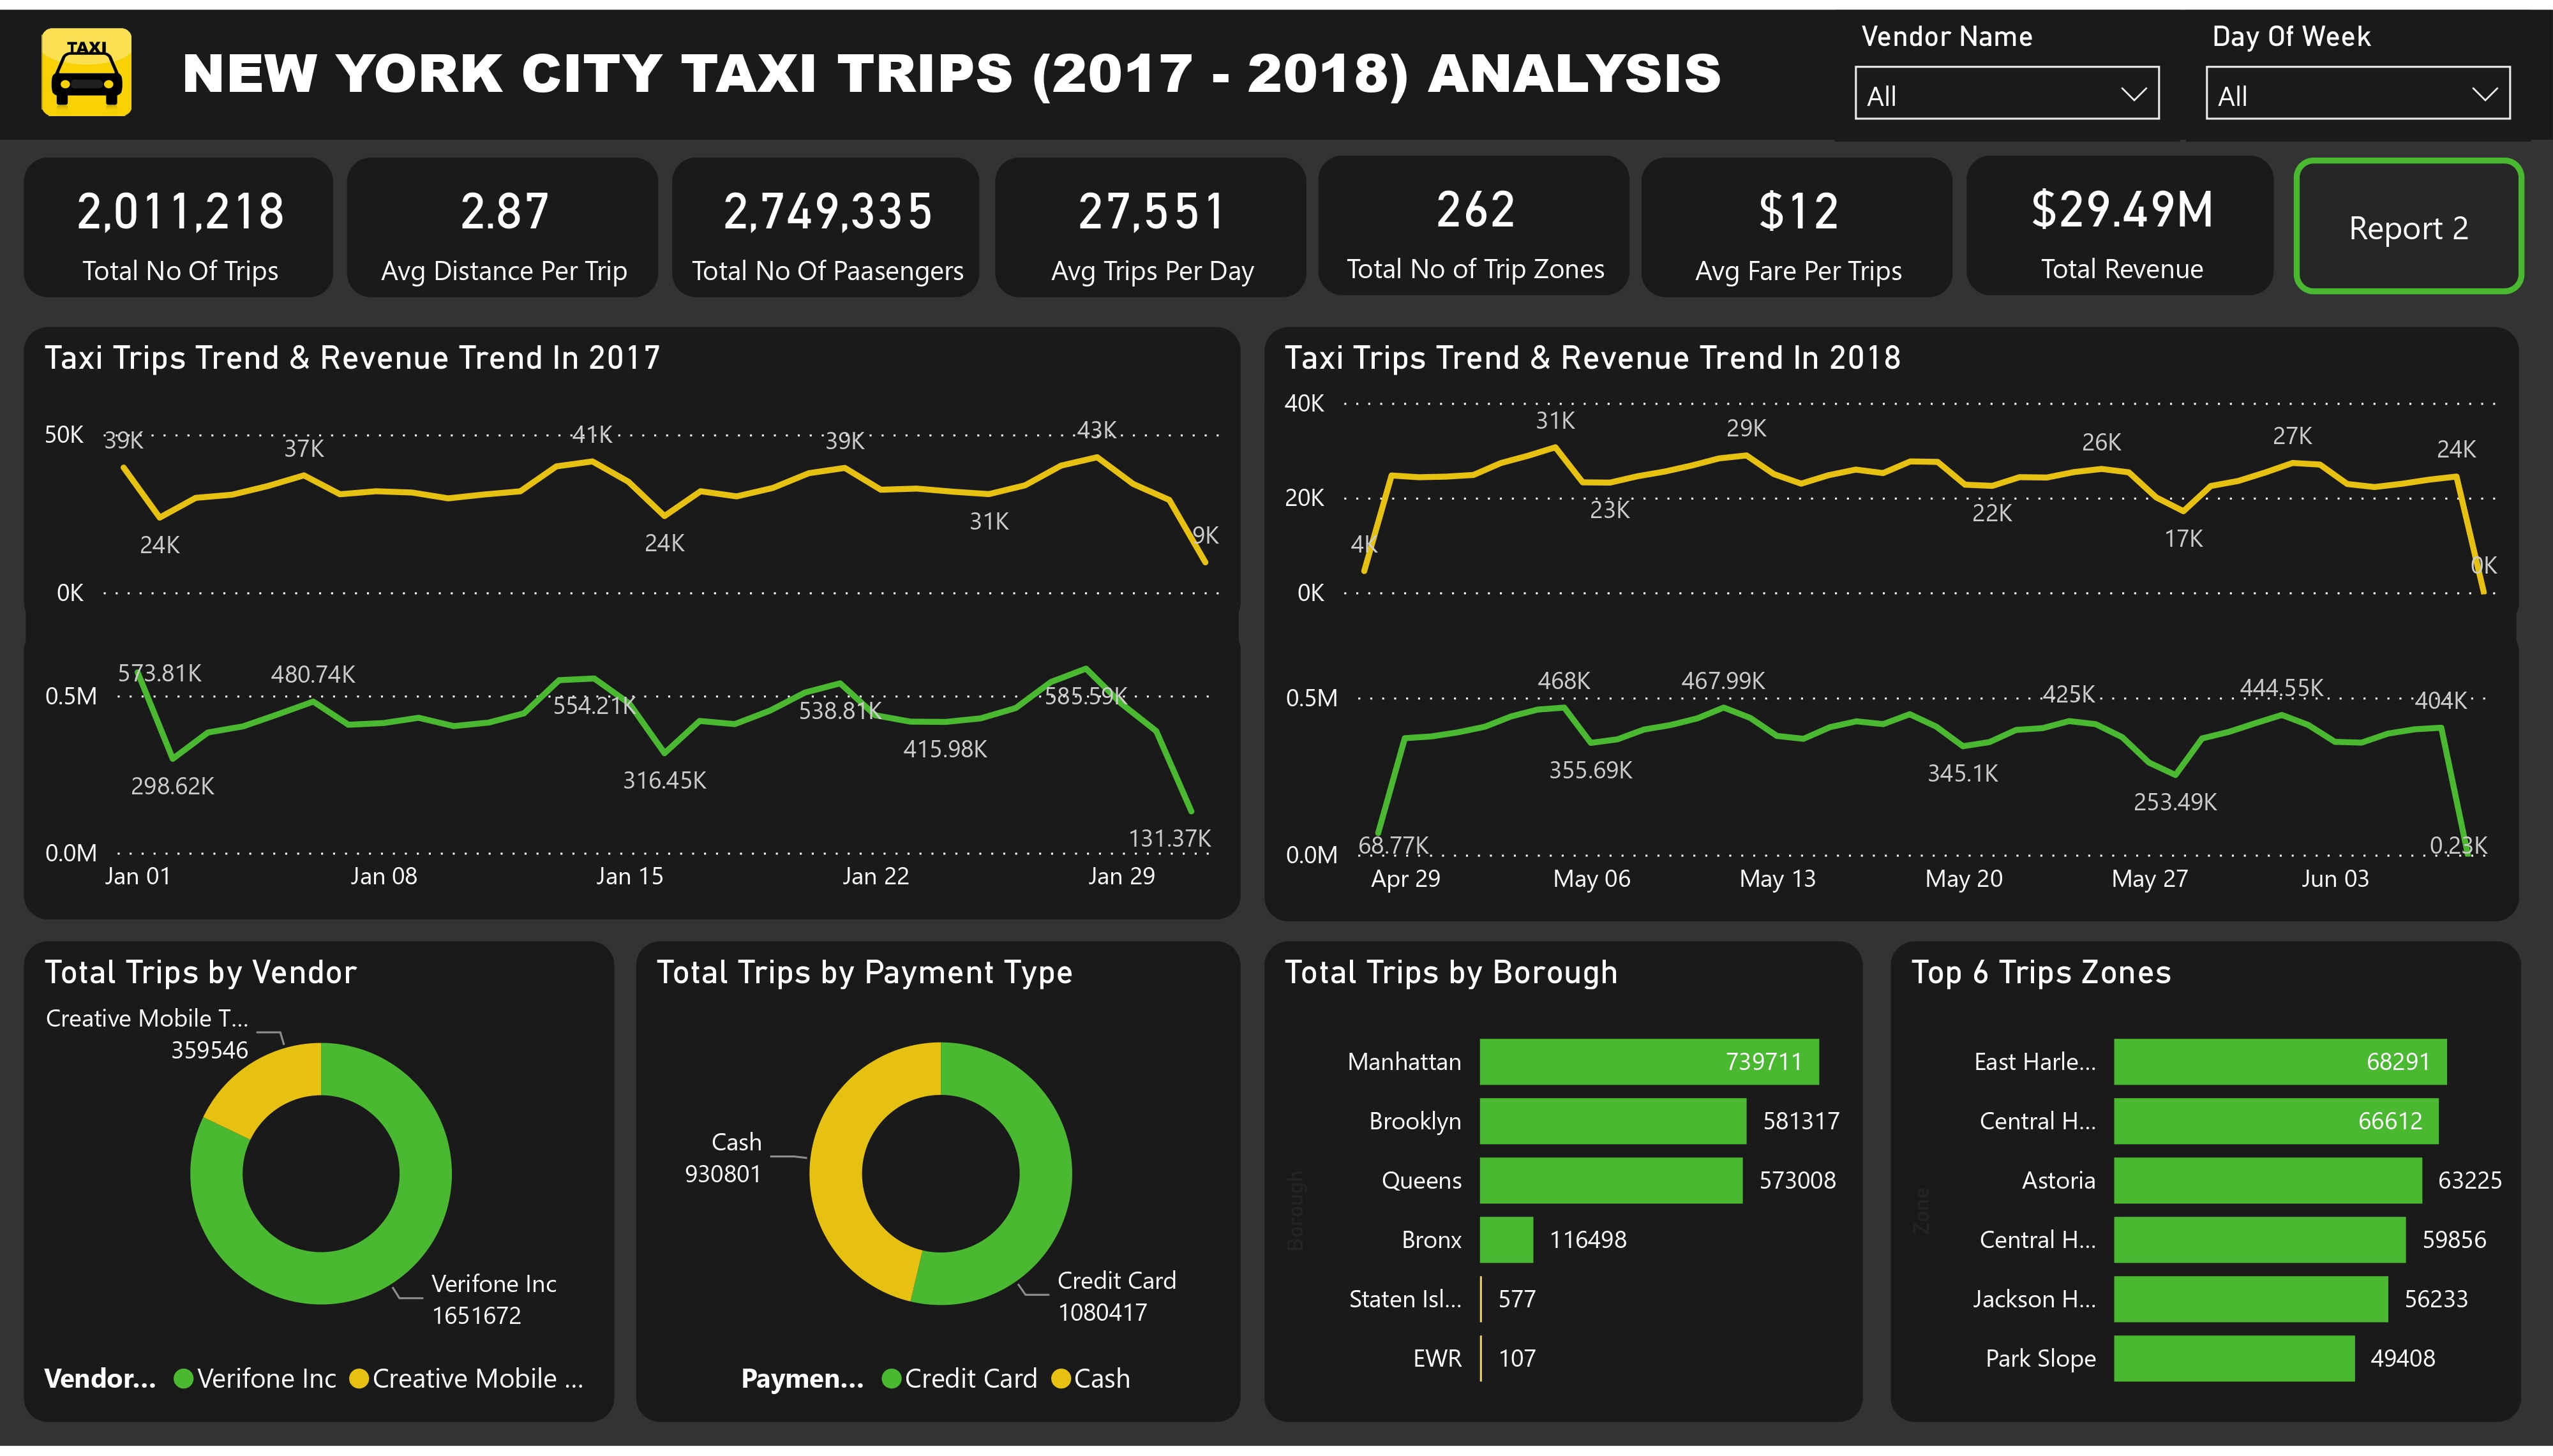 TAXI
NEW YORK CITY TAXI TRIPS (2017 - 2018) ANALYSIS
Vendor Name
All
Day Of Week
All
2,011,218
Total No Of Trips
2.87
Avg Distance Per Trip
2,749,335
Total No Of Paasengers
27,551
Avg Trips Per Day
262
Total No of Trip Zones
$12
Avg Fare Per Trips
$29.49M
Total Revenue
Report 2
Taxi Trips Trend & Revenue Trend In 2017
50K
0K
39K
24K
37K
41K
24K
39K
31K
43K
9K
0.5M
0.0M
573.81K
298.62K
480.74K
554.21K
316.45K
538.81K
415.98K
585.59K
131.37K
Jan 01
Jan 08
Jan 15
Jan 22
Jan 29
Taxi Trips Trend & Revenue Trend In 2018
40K
20K
0K
4K
31K
23K
29K
22K
26K
17K
27K
24K
0K
0.5M
0.0M
68.77K
468K
355.69K
467.99K
345.1K
425K
253.49K
444.55K
404K
0.23K
Apr 29
May 06
May 13
May 20
May 27
Jun 03
Total Trips by Vendor
Creative Mobile T...
359546
Verifone Inc
1651672
Vendor... Verifone Inc Creative Mobile ...
Total Trips by Payment Type
Cash
930801
Credit Card
1080417
Paymen... Credit Card Cash
Total Trips by Borough
Borough
Manhattan 739711
Brooklyn 581317
Queens 573008
Bronx 116498
Staten Isl... 577
EWR 107
Top 6 Trips Zones
Zone
East Harle... 68291
Central H... 66612
Astoria 63225
Central H... 59856
Jackson H... 56233
Park Slope 49408